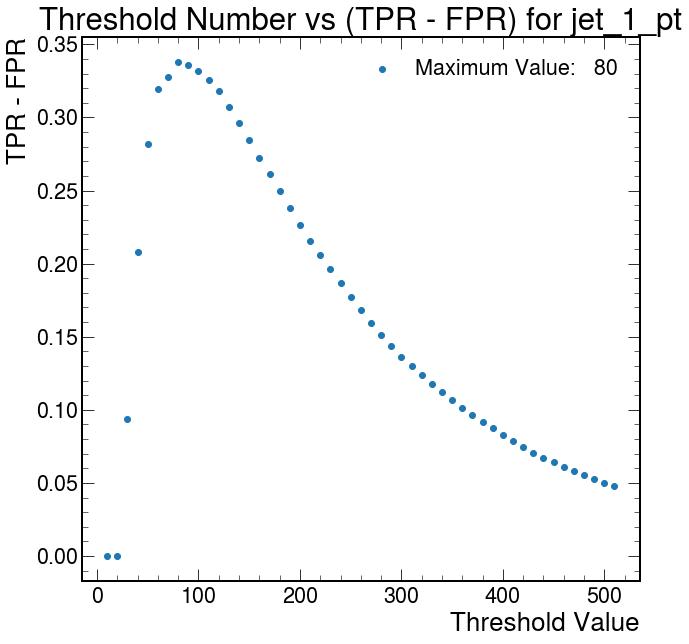 Threshold Number vs (TPR - FPR) for jet_1_pt
TPR - FPR
0.35
0.30
0.25
0.20
0.15
0.10
0.05
0.00
Maximum Value: 80
0 100 200 300 400 500
Threshold Value